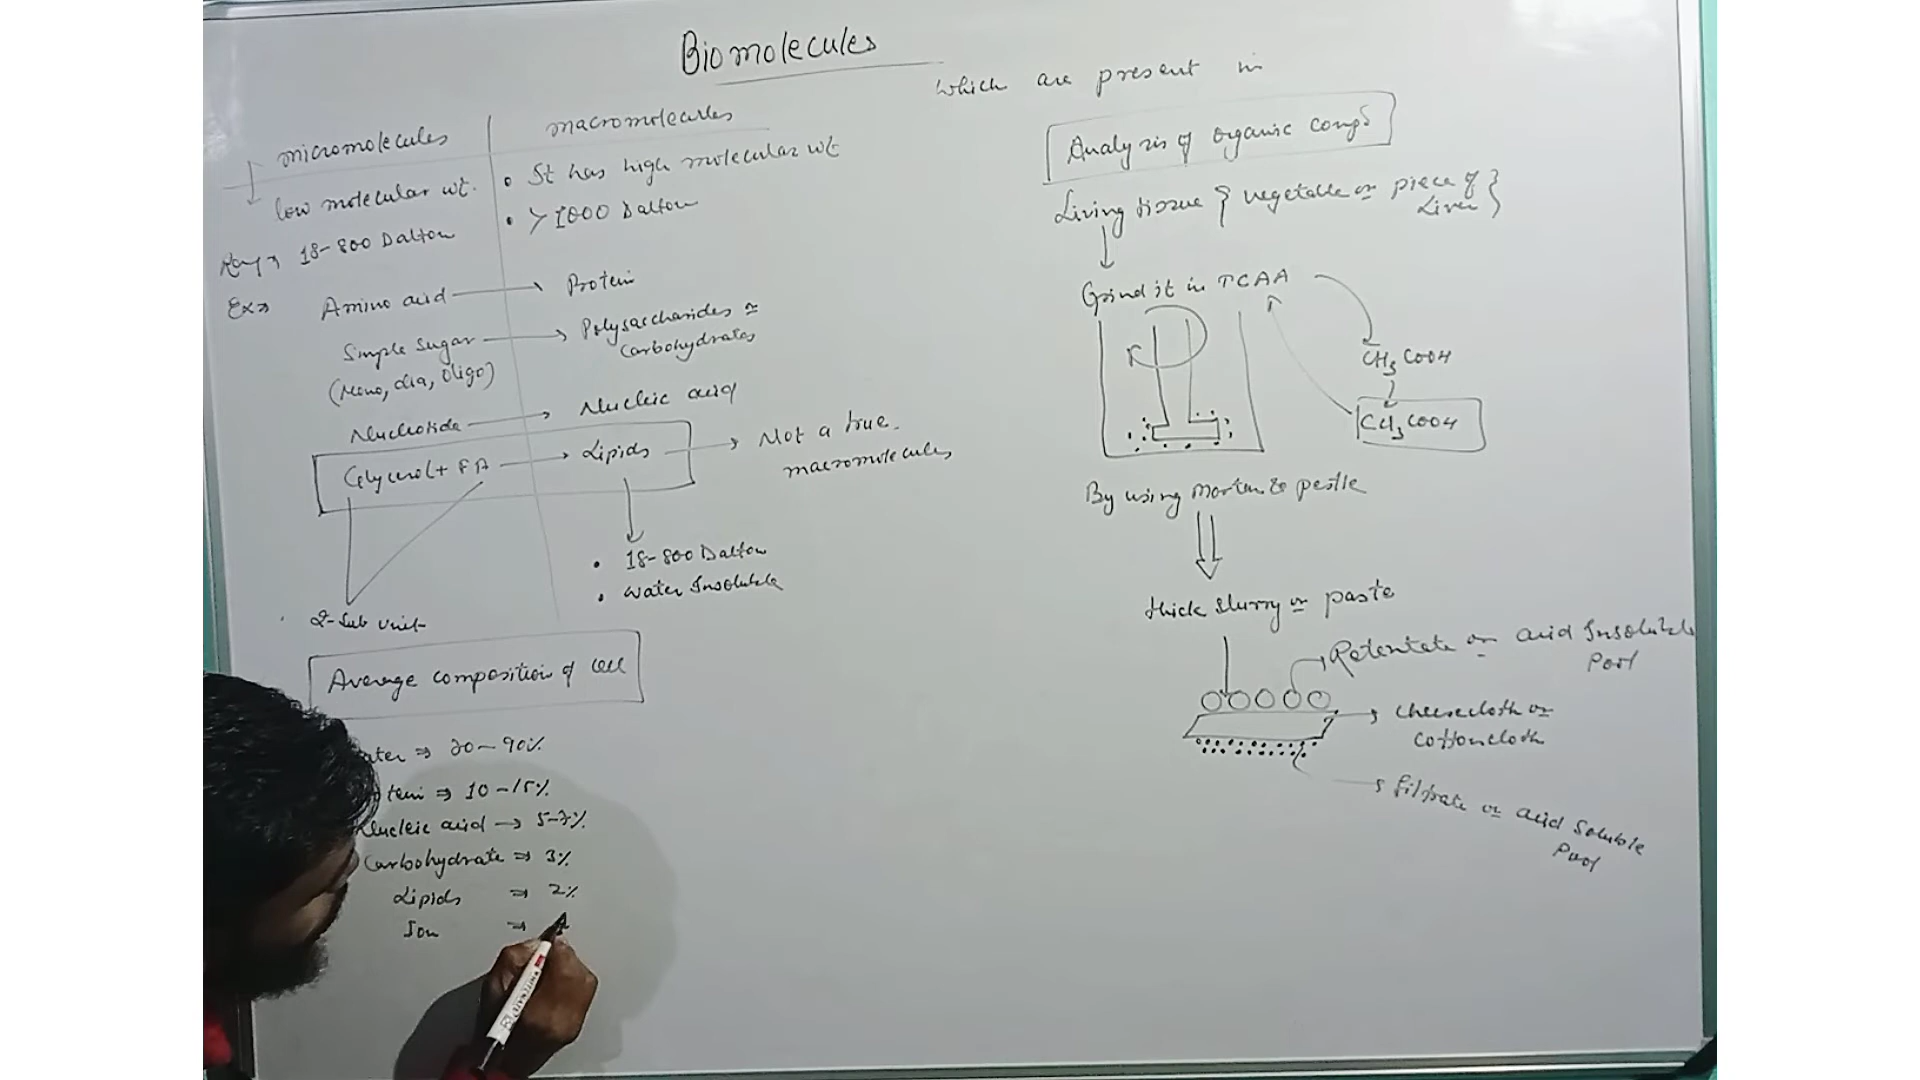 Biomolecules
micromolecules
macromolecules
low molecular wt.
• It has high molecular wt
18-800 Dalton
• > 1000 Dalton
Ex→
Amino acid → Protein
Simple sugar → Polysaccharides or
(Mono, dia, oligo)
carbohydrates
Nucleotide → Nucleic acid
Glycerol + FA → Lipids → Not a true
macromolecules
• 18-800 Dalton
• water Insoluble
2-Sub unit
Average composition of cell
ater ⇒ 70-90%
otein ⇒ 10-15%
Nucleic acid → 5-7%
Carbohydrate ⇒ 3%
Lipids ⇒ 2%
Ion ⇒
which are present in
Analysis of organic compd
Living tissue { vegetable or piece of
Liver }
Grind it in TCAA
CH3COOH
CCl3COOH
By using mortar & pestle
thick slurry or paste
Retentate or acid Insoluble
Pool
cheesecloth or
cottoncloth
filtrate or acid soluble
Pool